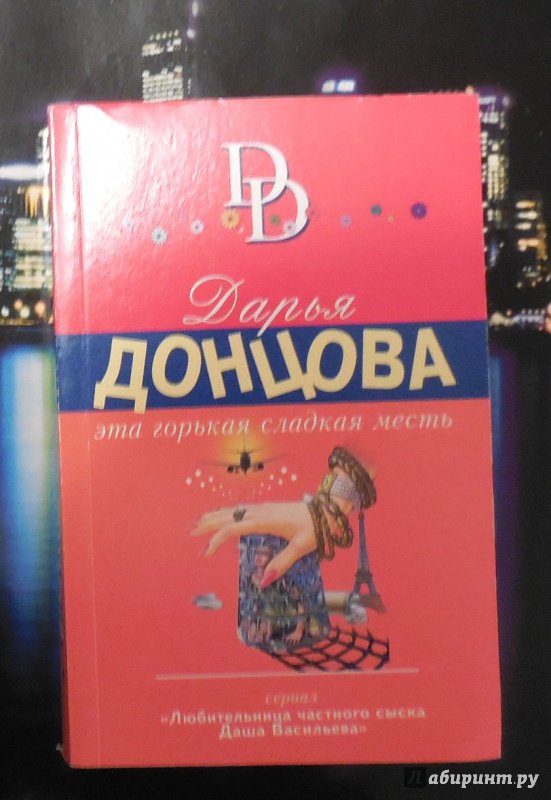 DD
Дарья
ДОНЦОВА
эта горькая сладкая месть
сериал
«Любительница частного сыска
Даша Васильева»
Лабиринт.ру